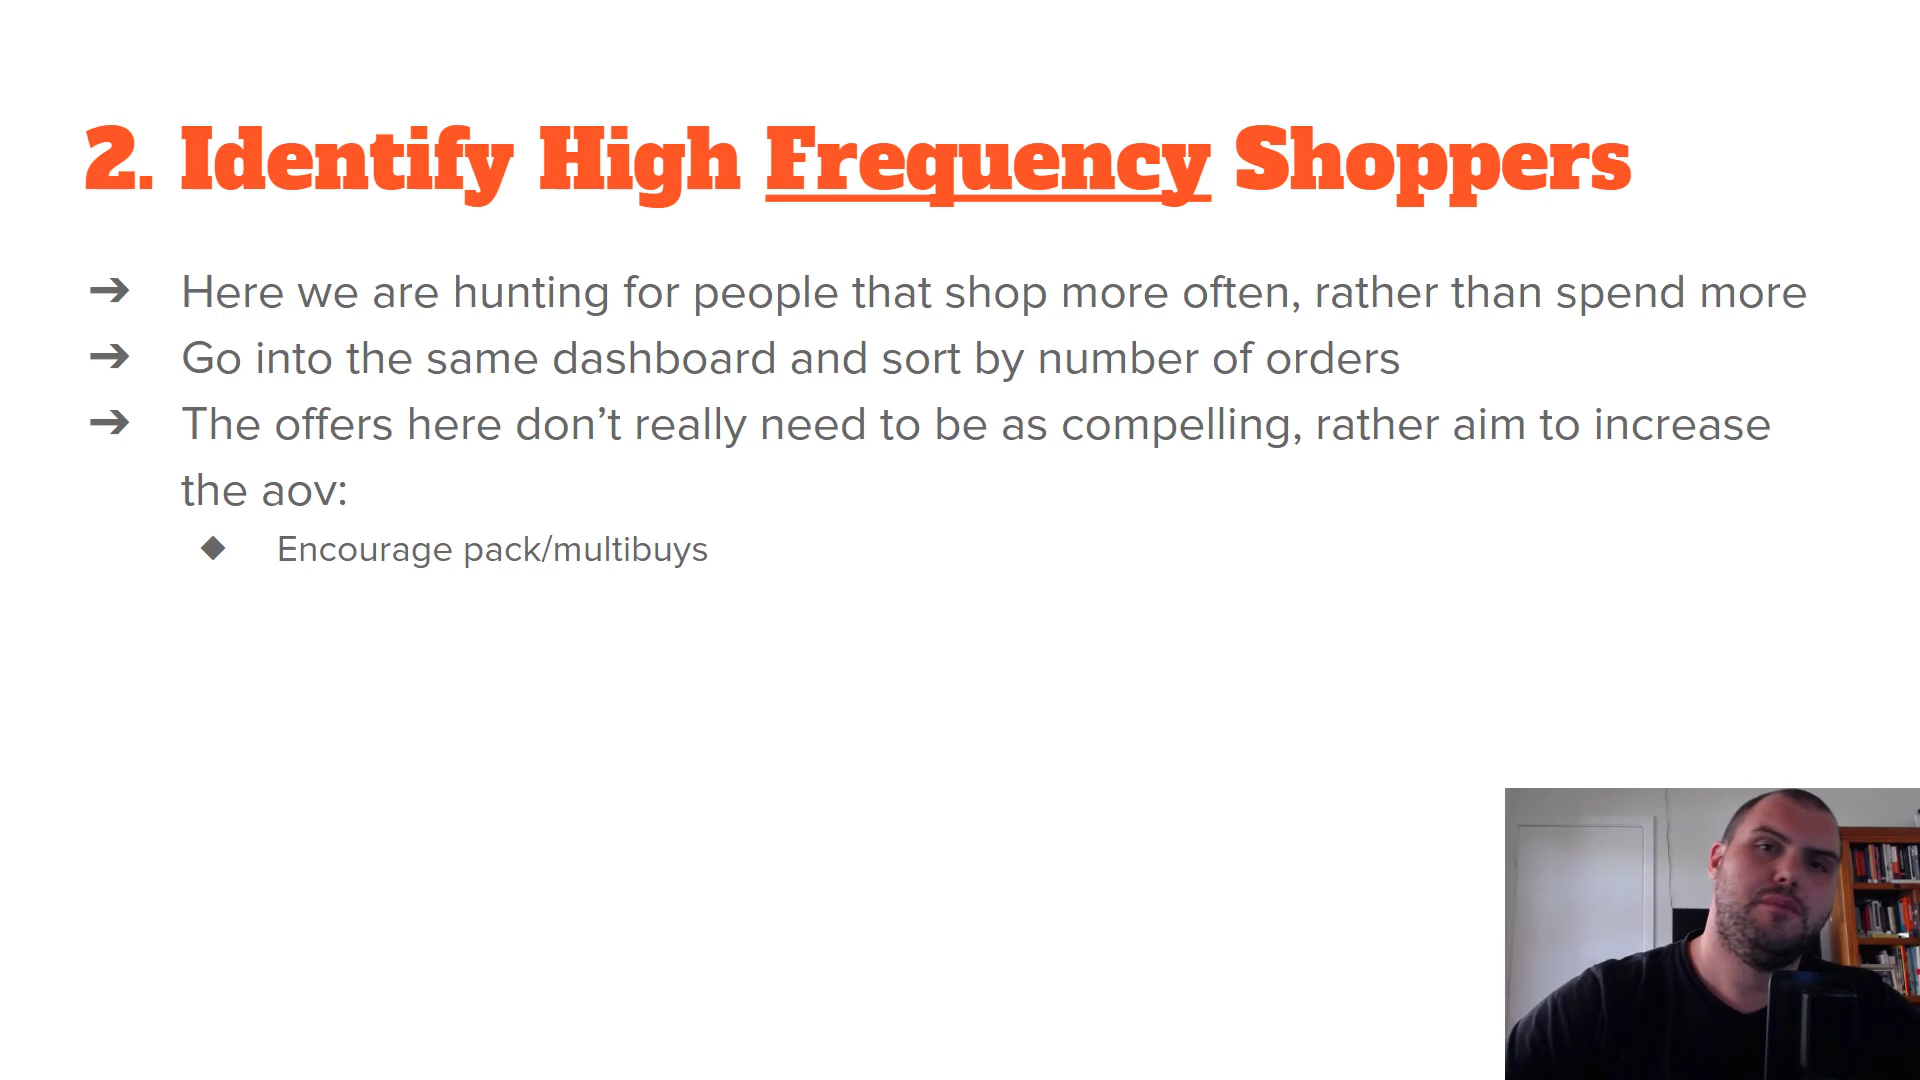 2. Identify High Frequency Shoppers
➔ Here we are hunting for people that shop more often, rather than spend more
➔ Go into the same dashboard and sort by number of orders
➔ The offers here don’t really need to be as compelling, rather aim to increase
the aov:
◆ Encourage pack/multibuys